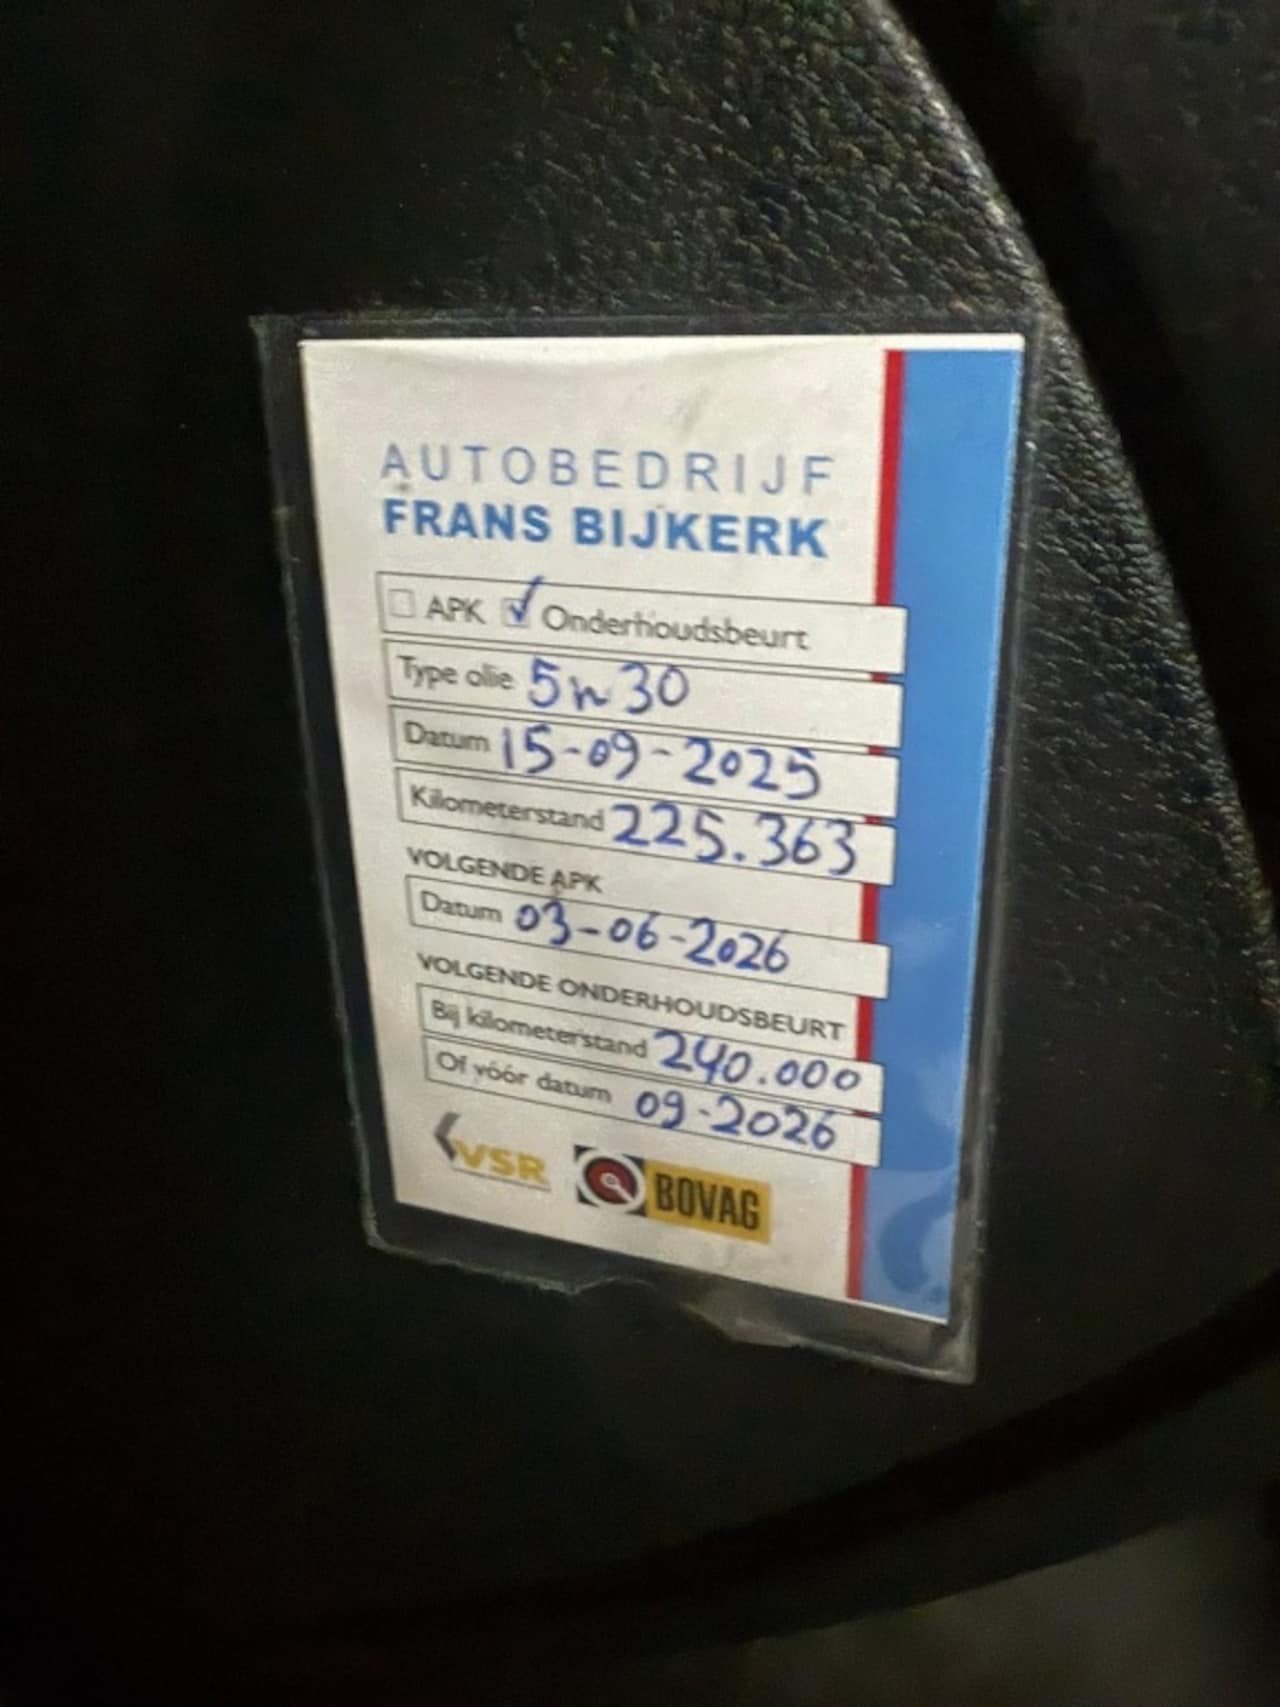 AUTOBEDRIJF
FRANS BIJKERK
APK Onderhoudsbeurt
Type olie 5w30
Datum 15-09-2025
Kilometerstand 225.363
VOLGENDE APK
Datum 03-06-2026
VOLGENDE ONDERHOUDSBEURT
Bij kilometerstand 240.000
Of vóór datum 09-2026
VSR BOVAG